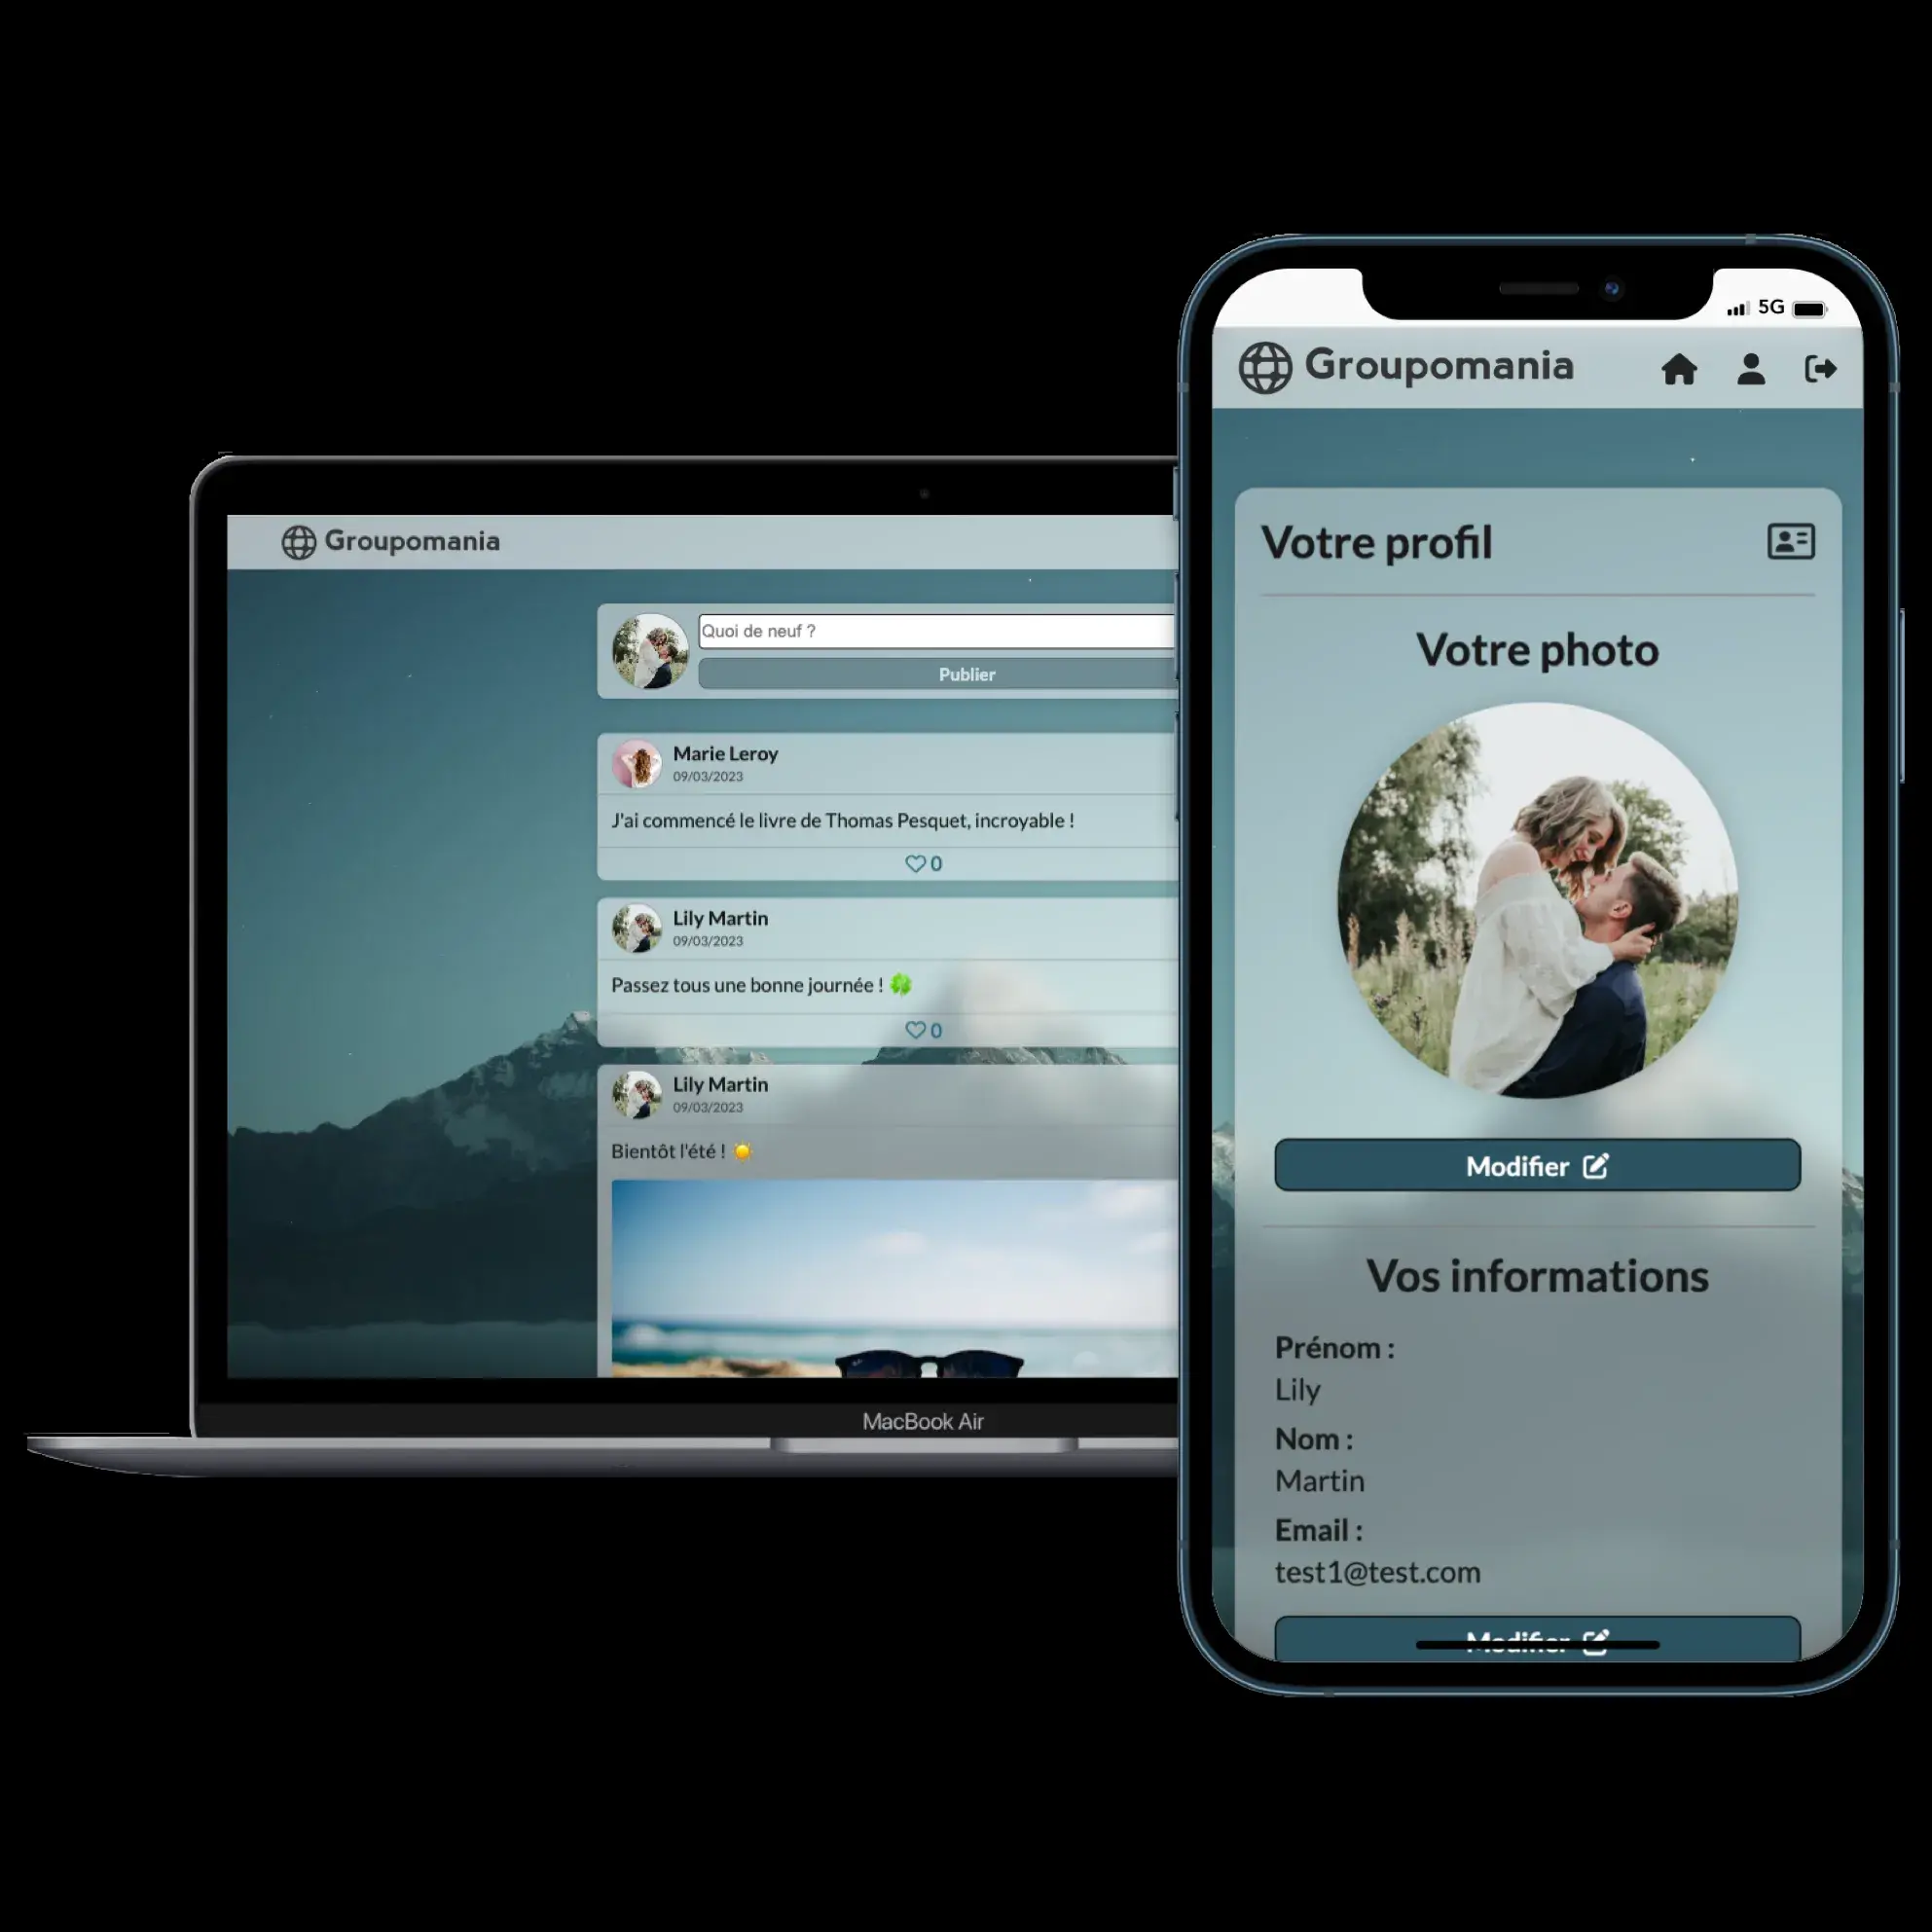 Groupomania
Quoi de neuf ?
Publier
Marie Leroy
09/03/2023
J'ai commencé le livre de Thomas Pesquet, incroyable !
0
Lily Martin
09/03/2023
Passez tous une bonne journée !
0
Lily Martin
09/03/2023
Bientôt l'été !
MacBook Air
5G
Groupomania
Votre profil
Votre photo
Modifier
Vos informations
Prénom :
Lily
Nom :
Martin
Email :
test1@test.com
Modifier